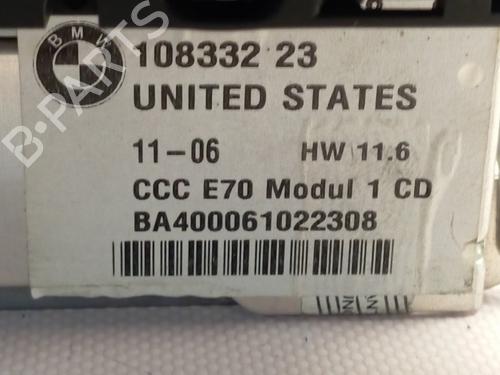 BMW
108332 23
UNITED STATES
11-06 HW 11.6
CCC E70 Modul 1 CD
BA400061022308
B-PARTS